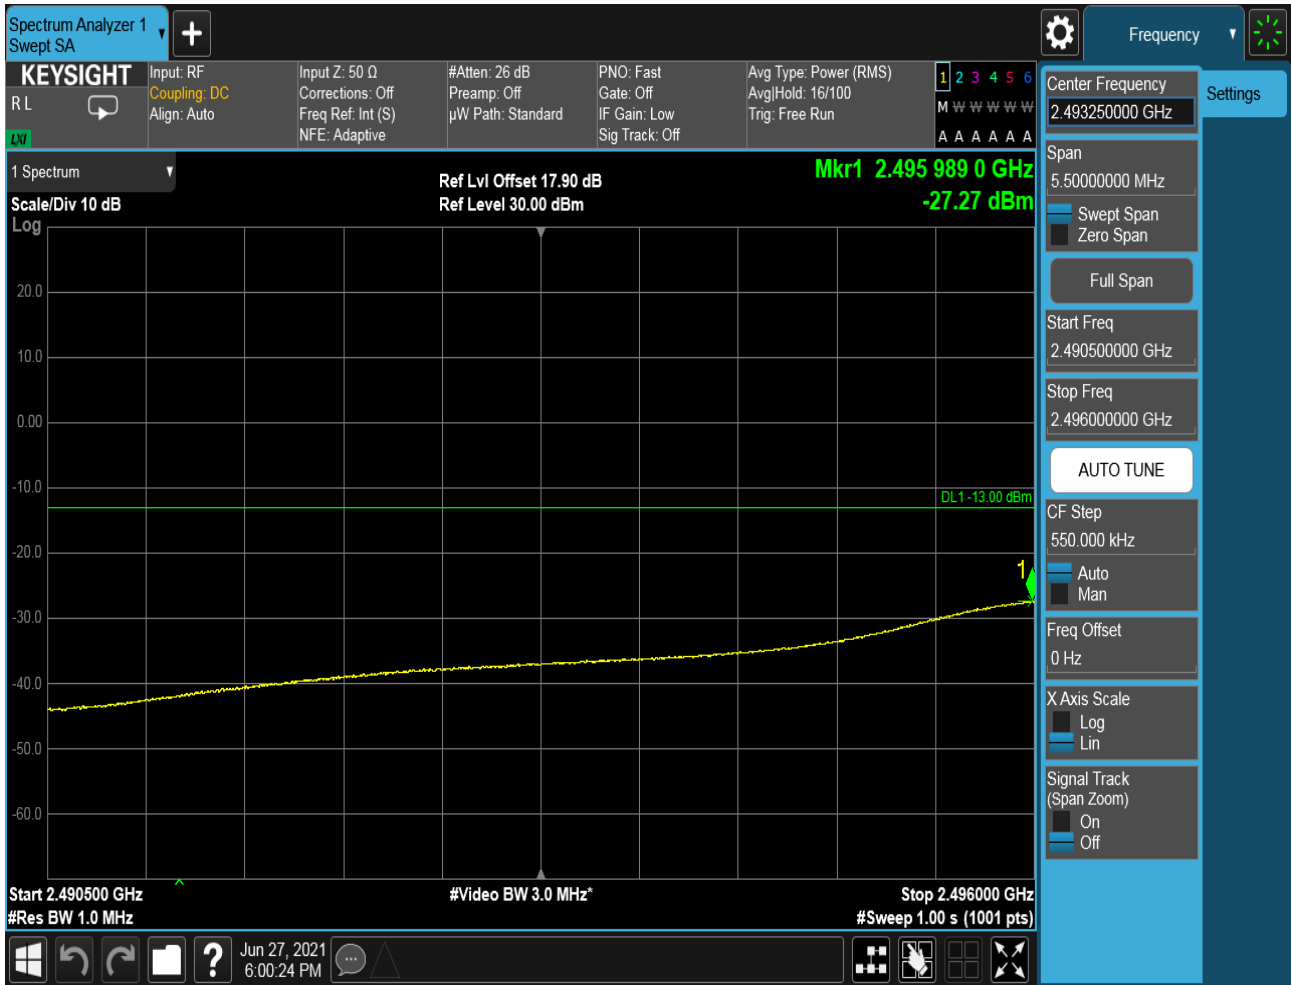 Spectrum Analyzer 1
Swept SA
Frequency
KEYSIGHT
R L
LXI
Input: RF
Coupling: DC
Align: Auto
Input Z: 50 Ω
Corrections: Off
Freq Ref: Int (S)
NFE: Adaptive
#Atten: 26 dB
Preamp: Off
µW Path: Standard
PNO: Fast
Gate: Off
IF Gain: Low
Sig Track: Off
Avg Type: Power (RMS)
Avg|Hold: 16/100
Trig: Free Run
1 2 3 4 5 6
M W W W W W
A A A A A A
1 Spectrum
Scale/Div 10 dB
Log
Ref Lvl Offset 17.90 dB
Ref Level 30.00 dBm
Mkr1 2.495 989 0 GHz
-27.27 dBm
20.0
10.0
0.00
-10.0
DL1 -13.00 dBm
-20.0
1
-30.0
-40.0
-50.0
-60.0
Start 2.490500 GHz
#Video BW 3.0 MHz*
Stop 2.496000 GHz
#Res BW 1.0 MHz
#Sweep 1.00 s (1001 pts)
?
Jun 27, 2021
6:00:24 PM
Center Frequency
2.493250000 GHz
Settings
Span
5.50000000 MHz
Swept Span
Zero Span
Full Span
Start Freq
2.490500000 GHz
Stop Freq
2.496000000 GHz
AUTO TUNE
CF Step
550.000 kHz
Auto
Man
Freq Offset
0 Hz
X Axis Scale
Log
Lin
Signal Track
(Span Zoom)
On
Off